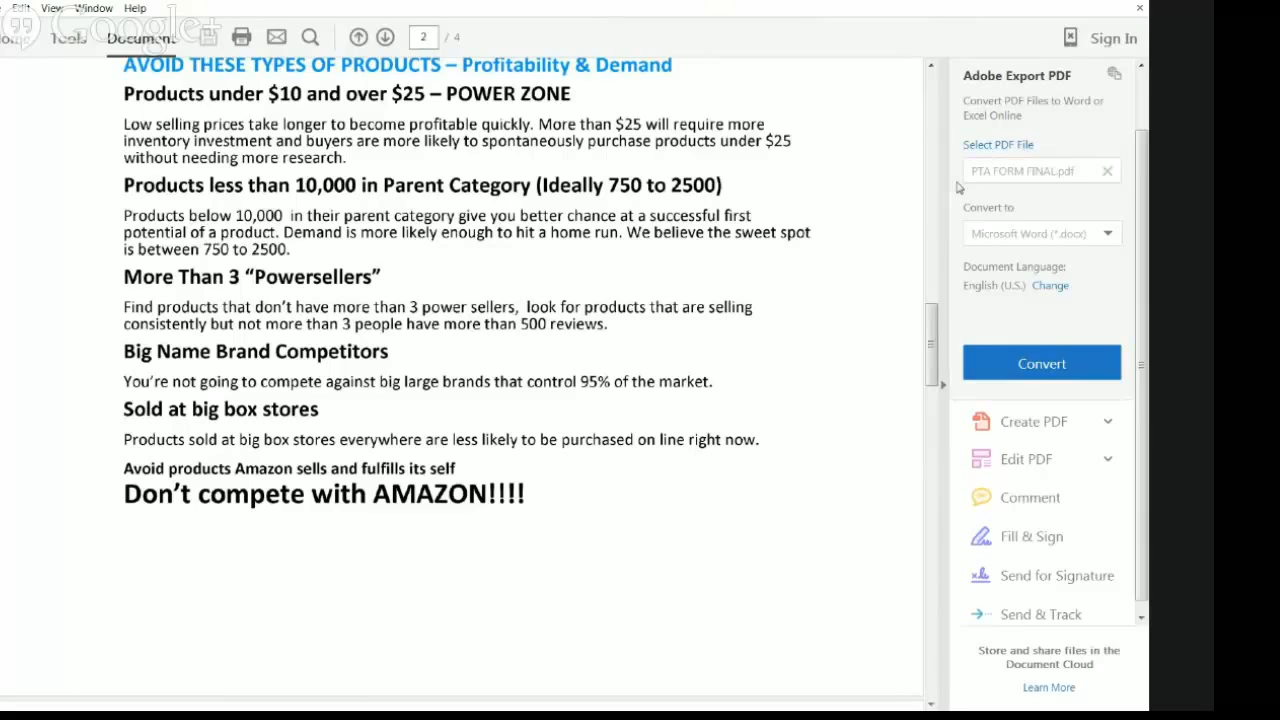 Edit View Window Help
Google+
Tools Document
2 / 4
Sign In
AVOID THESE TYPES OF PRODUCTS – Profitability & Demand
Products under $10 and over $25 – POWER ZONE
Low selling prices take longer to become profitable quickly. More than $25 will require more
inventory investment and buyers are more likely to spontaneously purchase products under $25
without needing more research.
Products less than 10,000 in Parent Category (Ideally 750 to 2500)
Products below 10,000 in their parent category give you better chance at a successful first
potential of a product. Demand is more likely enough to hit a home run. We believe the sweet spot
is between 750 to 2500.
More Than 3 “Powersellers”
Find products that don’t have more than 3 power sellers, look for products that are selling
consistently but not more than 3 people have more than 500 reviews.
Big Name Brand Competitors
You’re not going to compete against big large brands that control 95% of the market.
Sold at big box stores
Products sold at big box stores everywhere are less likely to be purchased on line right now.
Avoid products Amazon sells and fulfills its self
Don’t compete with AMAZON!!!!
Adobe Export PDF
Convert PDF Files to Word or
Excel Online
Select PDF File
PTA FORM FINAL.pdf
Convert to
Microsoft Word (*.docx)
Document Language:
English (U.S.) Change
Convert
Create PDF
Edit PDF
Comment
Fill & Sign
Send for Signature
Send & Track
Store and share files in the
Document Cloud
Learn More